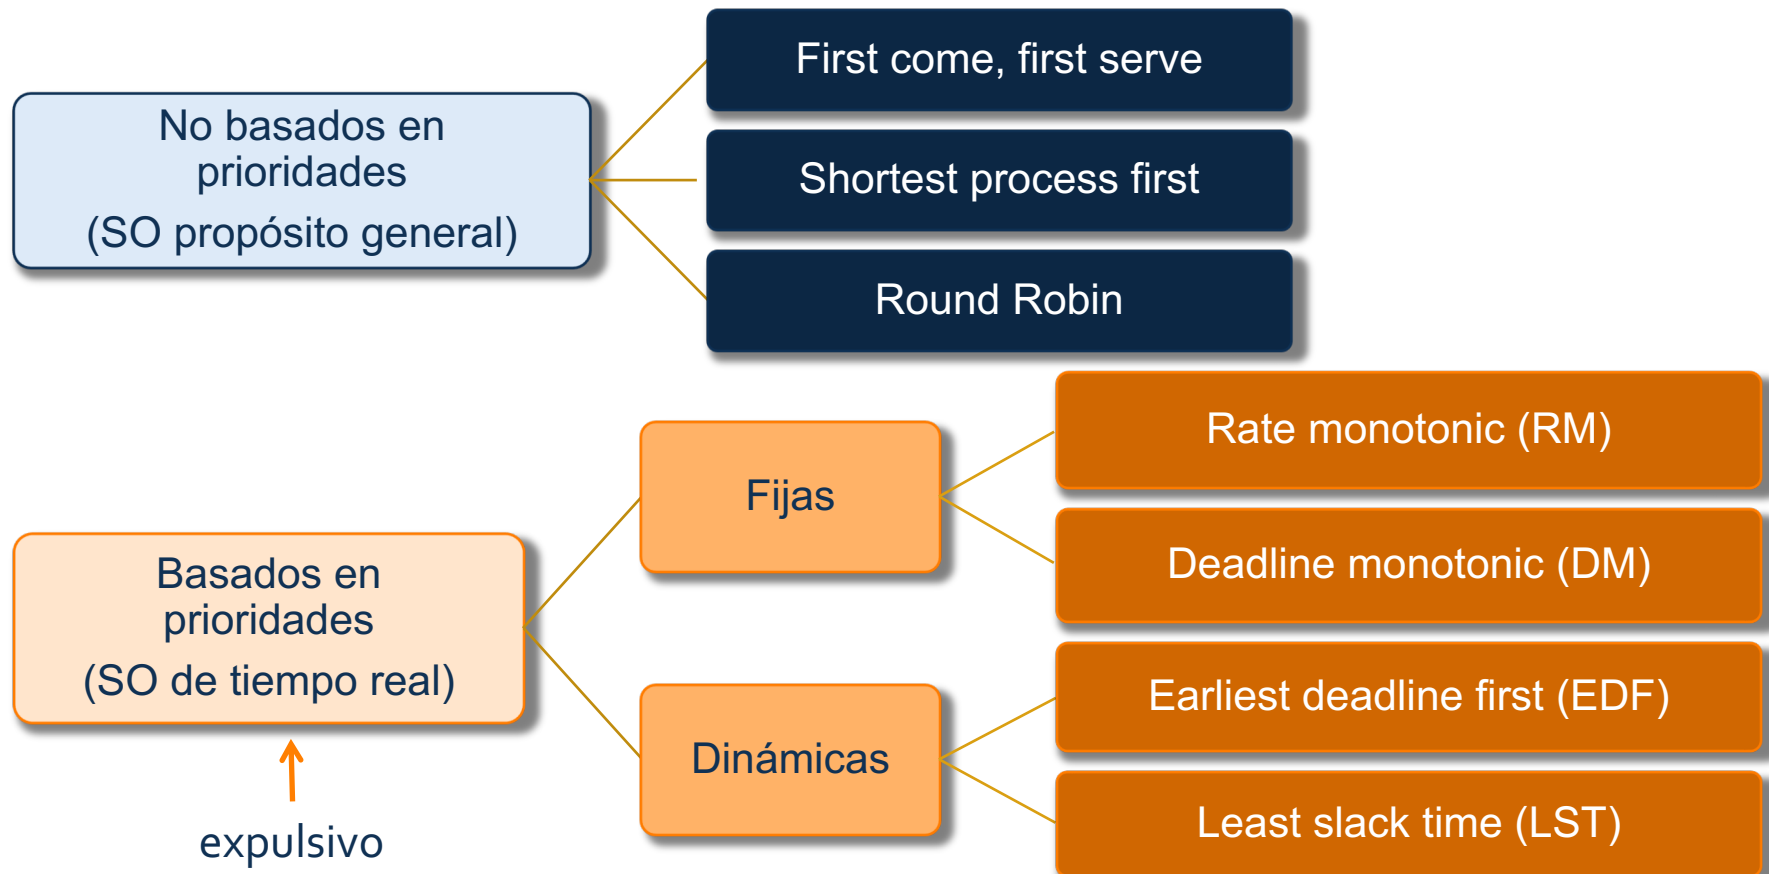 No basados en
prioridades
(SO propósito general)
First come, first serve
Shortest process first
Round Robin
Basados en
prioridades
(SO de tiempo real)
expulsivo
Fijas
Rate monotonic (RM)
Deadline monotonic (DM)
Dinámicas
Earliest deadline first (EDF)
Least slack time (LST)